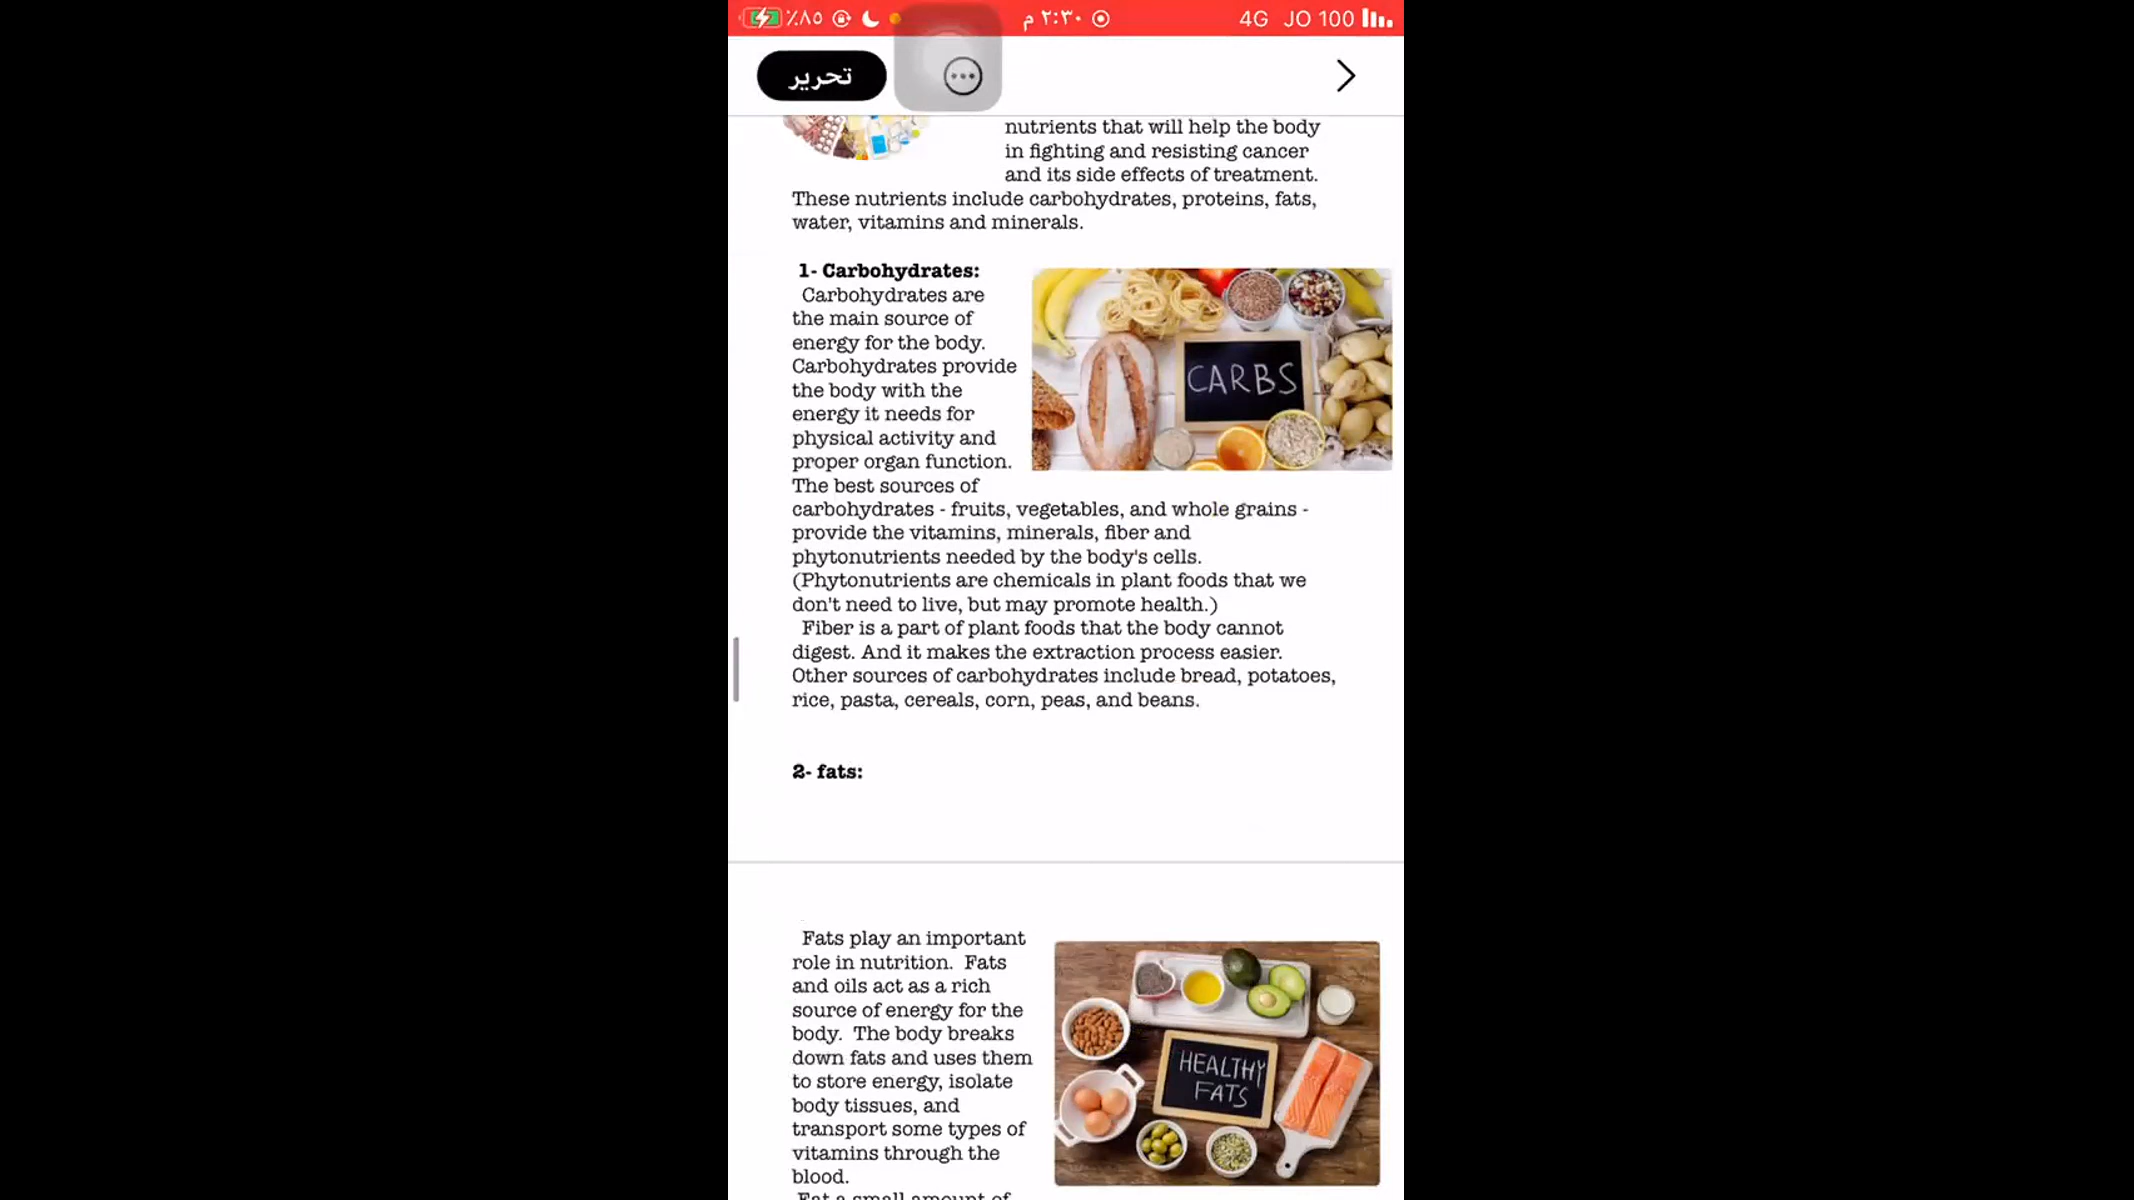 ٪٨٥
٢:٣٠ م
4G JO 100
تحرير
nutrients that will help the body
in fighting and resisting cancer
and its side effects of treatment.
These nutrients include carbohydrates, proteins, fats,
water, vitamins and minerals.
1- Carbohydrates:
Carbohydrates are
the main source of
energy for the body.
Carbohydrates provide
the body with the
energy it needs for
physical activity and
proper organ function.
The best sources of
carbohydrates - fruits, vegetables, and whole grains -
provide the vitamins, minerals, fiber and
phytonutrients needed by the body's cells.
(Phytonutrients are chemicals in plant foods that we
don't need to live, but may promote health.)
Fiber is a part of plant foods that the body cannot
digest. And it makes the extraction process easier.
Other sources of carbohydrates include bread, potatoes,
rice, pasta, cereals, corn, peas, and beans.
CARBS
2- fats:
Fats play an important
role in nutrition. Fats
and oils act as a rich
source of energy for the
body. The body breaks
down fats and uses them
to store energy, isolate
body tissues, and
transport some types of
vitamins through the
blood.
Eat a small amount of
HEALTHY
FATS